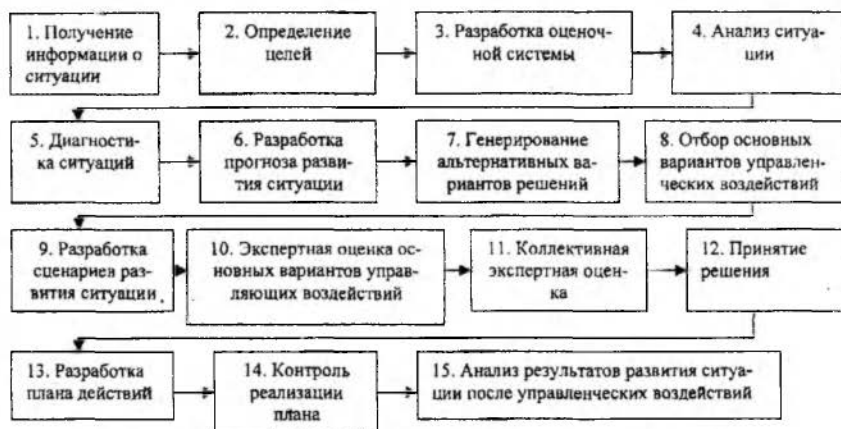 1. Получение
информации о
ситуации
2. Определение
целей
3. Разработка оценоч-
ной системы
4. Анализ ситуа-
ции
5. Диагности-
ка ситуаций
6. Разработка
прогноза разви-
тия ситуации
7. Генерирование
альтернативных ва-
риантов решений
8. Отбор основных
вариантов управлен-
ческих воздействий
9. Разработка
сценариев раз-
вития ситуации
10. Экспертная оценка ос-
новных вариантов управ-
ляющих воздействий
11. Коллективная
экспертная оцен-
ка
12. Принятие
решения
13. Разработка
плана действий
14. Контроль
реализации
плана
15. Анализ результатов развития ситуа-
ции после управленческих воздействий